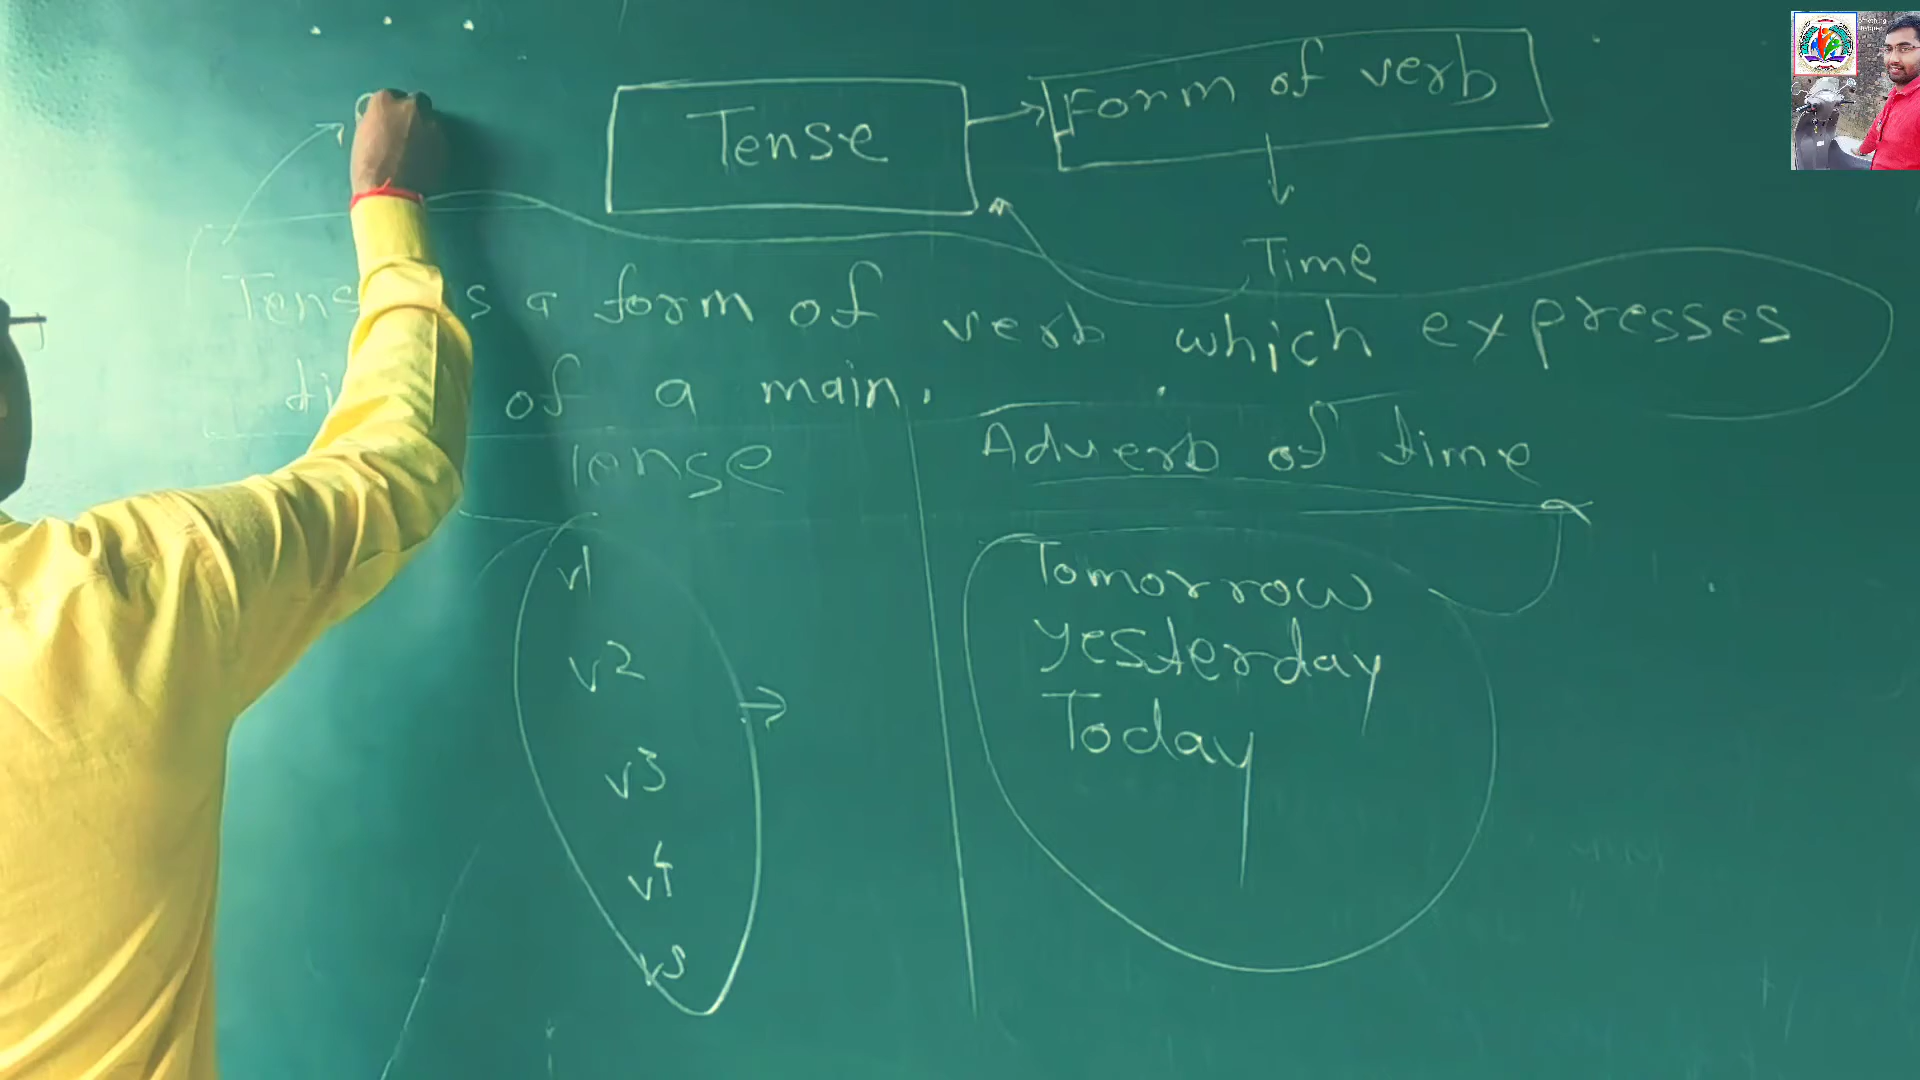 Tense
Form of verb
Time
s a form of verb which expresses
of a main.
Tense
Adverb of time
v1
v2
v3
v4
v5
Tomorrow
yesterday
Today